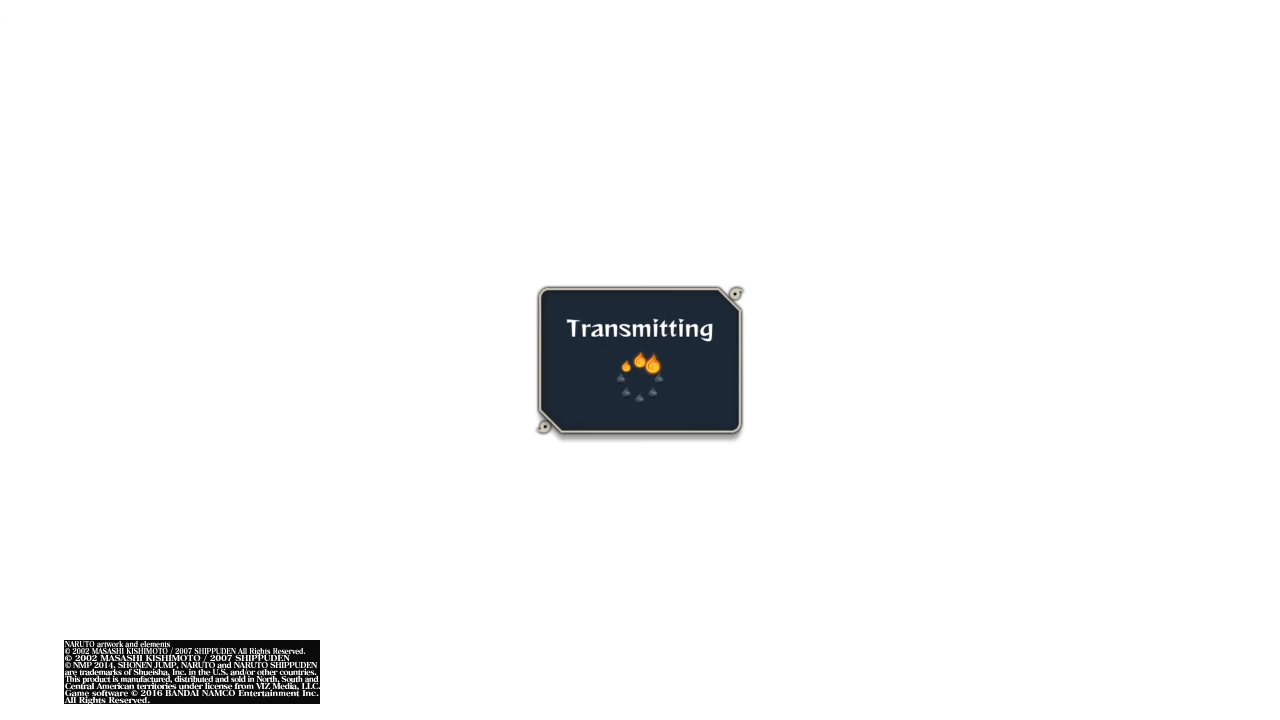 Transmitting
NARUTO artwork and elements
© 2002 MASASHI KISHIMOTO / 2007 SHIPPUDEN All Rights Reserved.
© 2002 MASASHI KISHIMOTO / 2007 SHIPPUDEN
© NMP 2014, SHONEN JUMP, NARUTO and NARUTO SHIPPUDEN
are trademarks of Shueisha, Inc. in the U.S. and/or other countries.
This product is manufactured, distributed and sold in North, South and
Central American territories under license from VIZ Media, LLC.
Game software © 2016 BANDAI NAMCO Entertainment Inc.
All Rights Reserved.